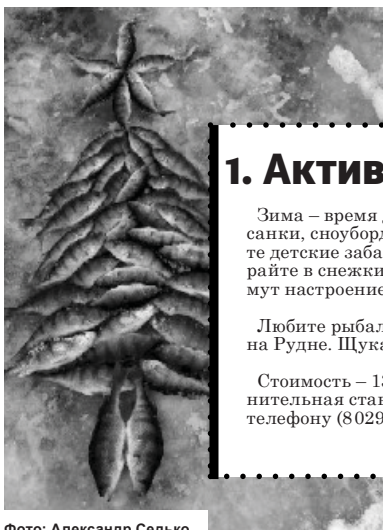 1. Актив
Зима – время
санки, сноуборд
те детские заба
райте в снежки
мут настроение
Любите рыбал
на Рудне. Щука
Стоимость – 13
нительная стан
телефону (8 029
Фото: Александр Селько